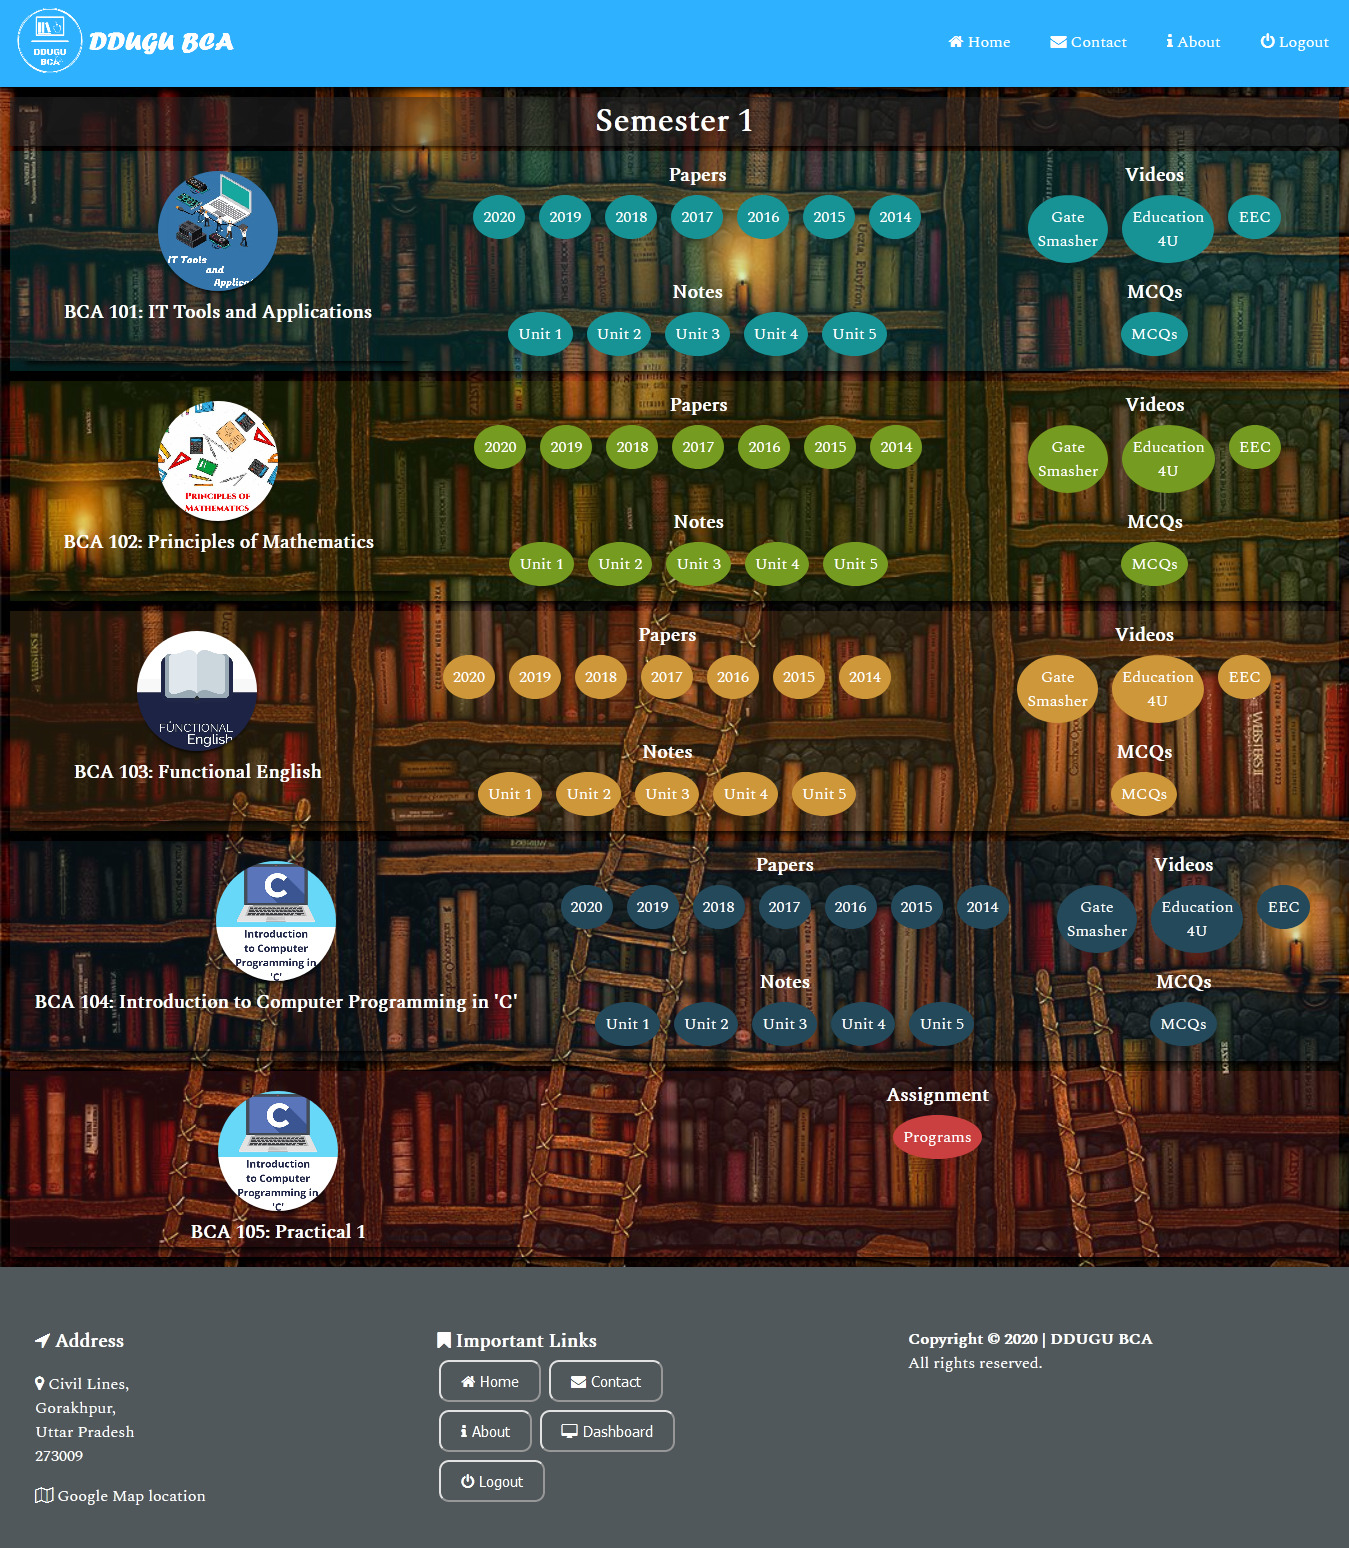 DDUGU
BCA
DDUGU BCA
Home
Contact
About
Logout
Semester 1
IT Tools
and
BCA 101: IT Tools and Applications
Papers
2020 2019 2018 2017 2016 2015 2014
Notes
Unit 1 Unit 2 Unit 3 Unit 4 Unit 5
Videos
Gate Smasher
Education 4U
EEC
MCQs
MCQs
PRINCIPLES OF
MATHEMATICS
BCA 102: Principles of Mathematics
Papers
2020 2019 2018 2017 2016 2015 2014
Notes
Unit 1 Unit 2 Unit 3 Unit 4 Unit 5
Videos
Gate Smasher
Education 4U
EEC
MCQs
MCQs
FUNCTIONAL
English
BCA 103: Functional English
Papers
2020 2019 2018 2017 2016 2015 2014
Notes
Unit 1 Unit 2 Unit 3 Unit 4 Unit 5
Videos
Gate Smasher
Education 4U
EEC
MCQs
MCQs
C
Introduction
to Computer
Programming in
'C'
BCA 104: Introduction to Computer Programming in 'C'
Papers
2020 2019 2018 2017 2016 2015 2014
Notes
Unit 1 Unit 2 Unit 3 Unit 4 Unit 5
Videos
Gate Smasher
Education 4U
EEC
MCQs
MCQs
C
Introduction
to Computer
Programming in
'C'
BCA 105: Practical 1
Assignment
Programs
Address
Civil Lines,
Gorakhpur,
Uttar Pradesh
273009
Google Map location
Important Links
Home
Contact
About
Dashboard
Logout
Copyright © 2020 | DDUGU BCA
All rights reserved.